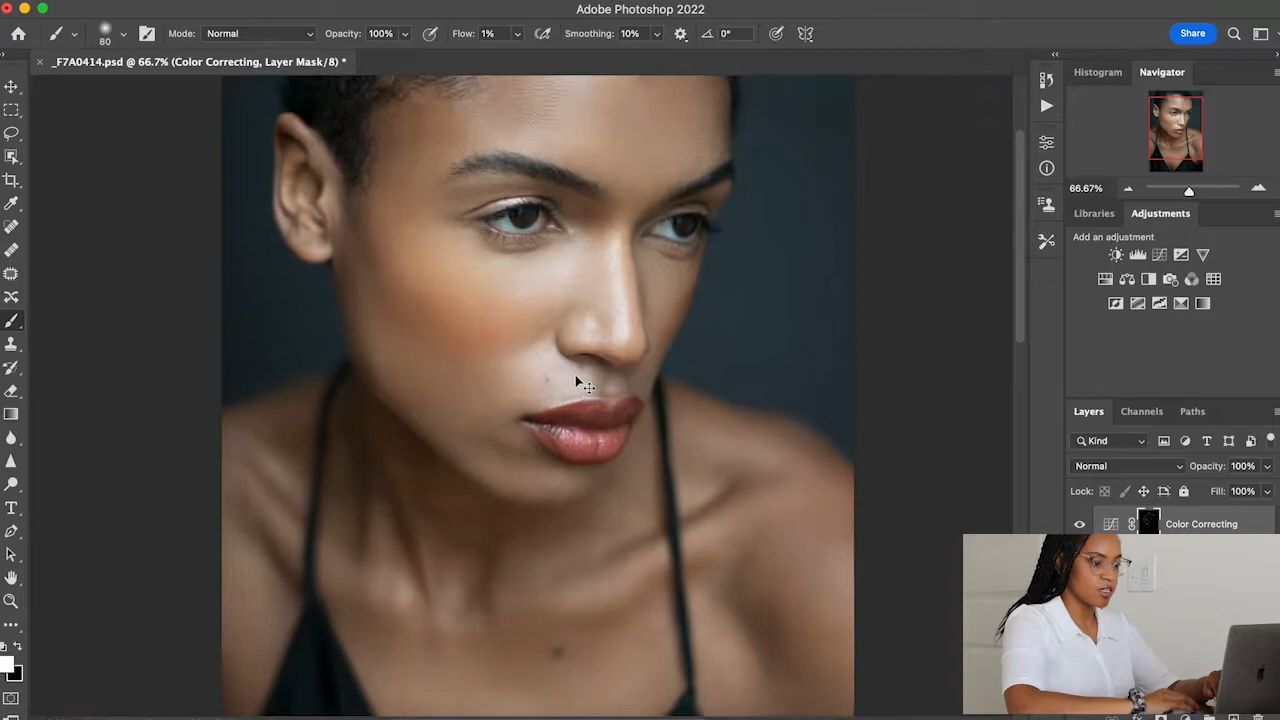 Adobe Photoshop 2022
80 Mode: Normal Opacity: 100% Flow: 1% Smoothing: 10% 0° Share
_F7A0414.psd @ 66.7% (Color Correcting, Layer Mask/8) *
Histogram Navigator
66.67%
Libraries Adjustments
Add an adjustment
Layers Channels Paths
Kind
Normal Opacity: 100%
Lock: Fill: 100%
Color Correcting